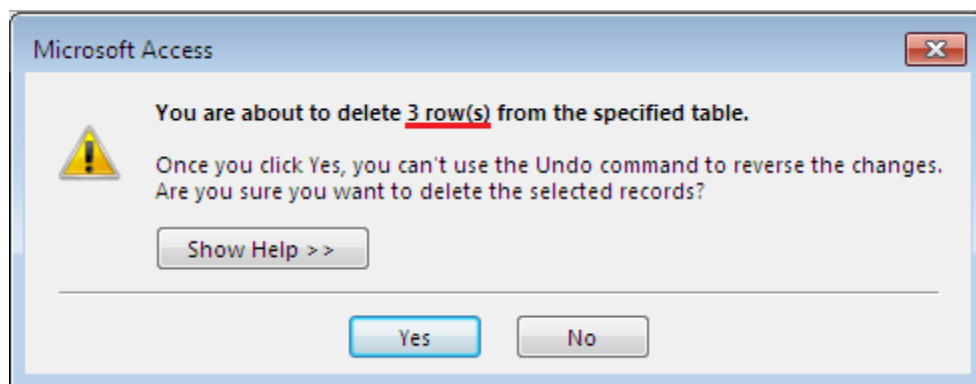 Microsoft Access
You are about to delete 3 row(s) from the specified table.
Once you click Yes, you can't use the Undo command to reverse the changes.
Are you sure you want to delete the selected records?
Show Help >>
Yes
No